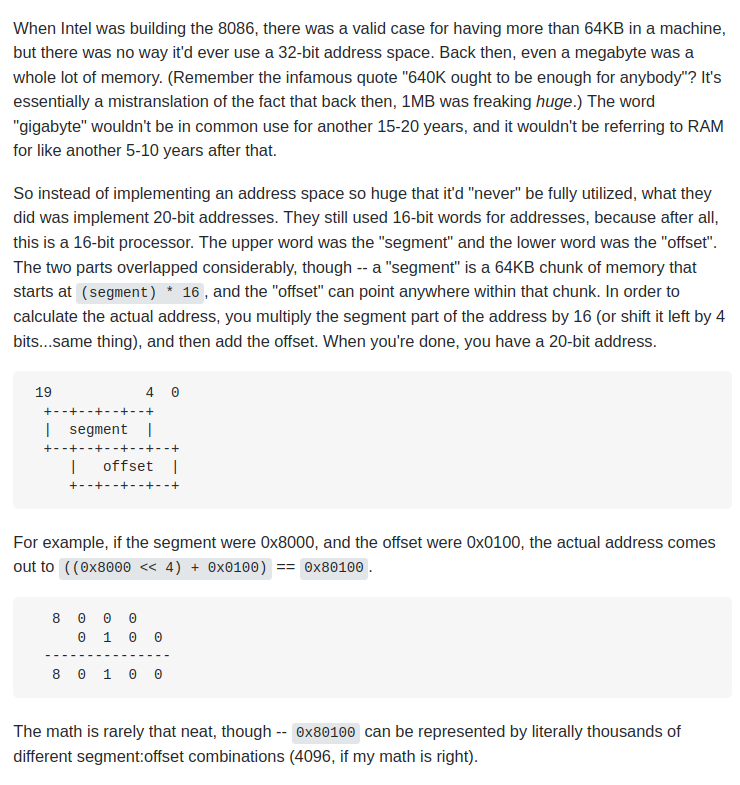 When Intel was building the 8086, there was a valid case for having more than 64KB in a machine,
but there was no way it'd ever use a 32-bit address space. Back then, even a megabyte was a
whole lot of memory. (Remember the infamous quote "640K ought to be enough for anybody"? It's
essentially a mistranslation of the fact that back then, 1MB was freaking huge.) The word
"gigabyte" wouldn't be in common use for another 15-20 years, and it wouldn't be referring to RAM
for like another 5-10 years after that.
So instead of implementing an address space so huge that it'd "never" be fully utilized, what they
did was implement 20-bit addresses. They still used 16-bit words for addresses, because after all,
this is a 16-bit processor. The upper word was the "segment" and the lower word was the "offset".
The two parts overlapped considerably, though -- a "segment" is a 64KB chunk of memory that
starts at (segment) * 16, and the "offset" can point anywhere within that chunk. In order to
calculate the actual address, you multiply the segment part of the address by 16 (or shift it left by 4
bits...same thing), and then add the offset. When you're done, you have a 20-bit address.
19           4  0
 +--+--+--+--+
 |  segment  |
 +--+--+--+--+--+
    |   offset  |
    +--+--+--+--+
For example, if the segment were 0x8000, and the offset were 0x0100, the actual address comes
out to ((0x8000 << 4) + 0x0100) == 0x80100.
 8  0  0  0
    0  1  0  0
---------------
 8  0  1  0  0
The math is rarely that neat, though -- 0x80100 can be represented by literally thousands of
different segment:offset combinations (4096, if my math is right).